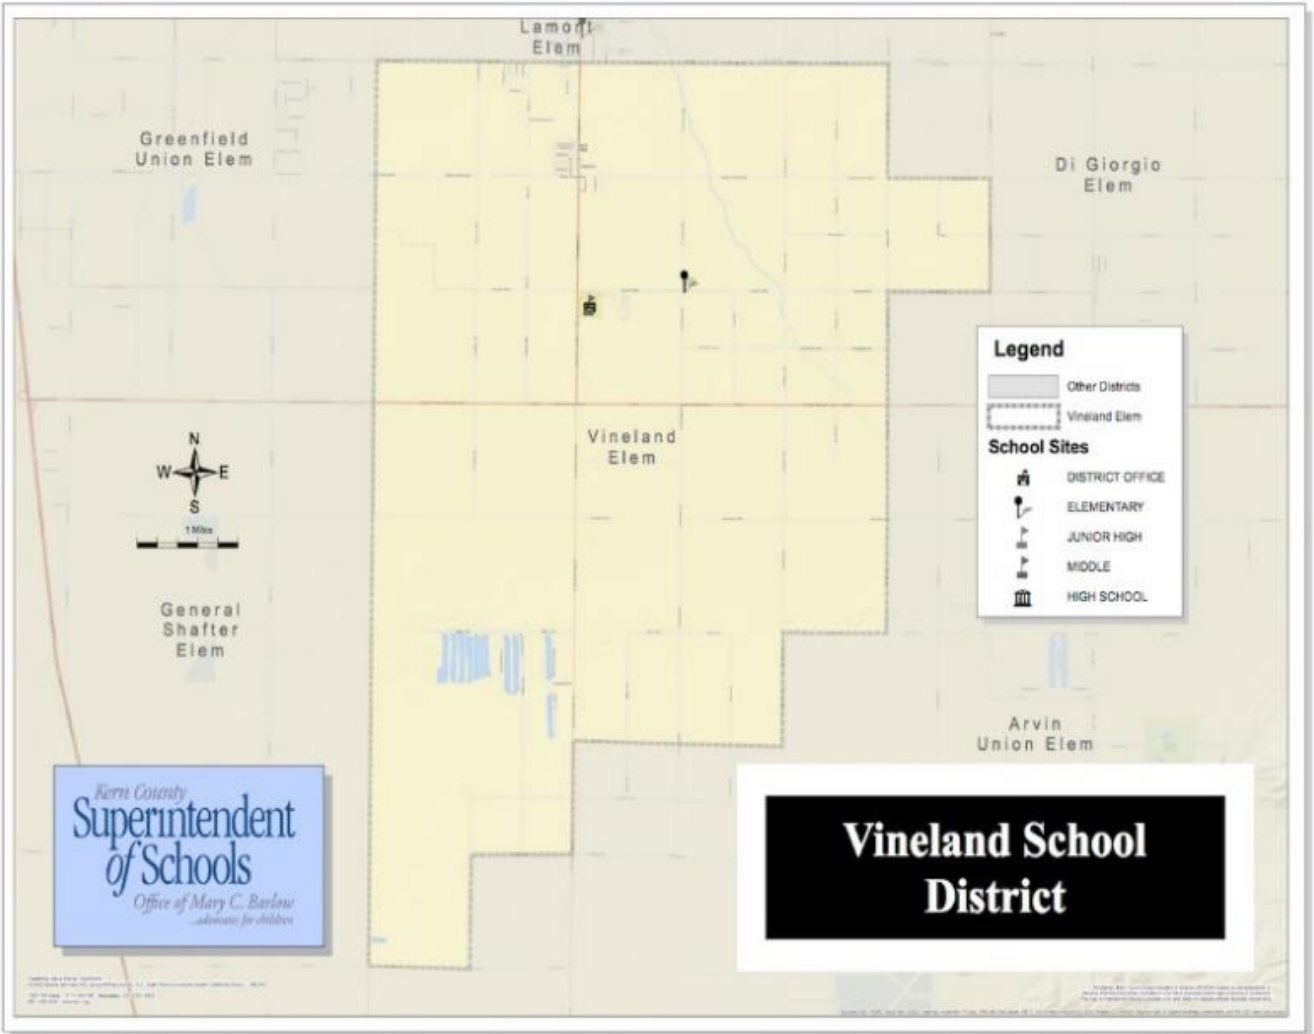 Lamont
Elem
Greenfield
Union Elem
Di Giorgio
Elem
Legend
Other Districts
Vineland Elem
School Sites
DISTRICT OFFICE
ELEMENTARY
JUNIOR HIGH
MIDDLE
HIGH SCHOOL
Vineland
Elem
N
W E
S
1 Miles
General
Shafter
Elem
Arvin
Union Elem
Kern County
Superintendent
of Schools
Office of Mary C. Barlow
...advocates for children
Vineland School
District